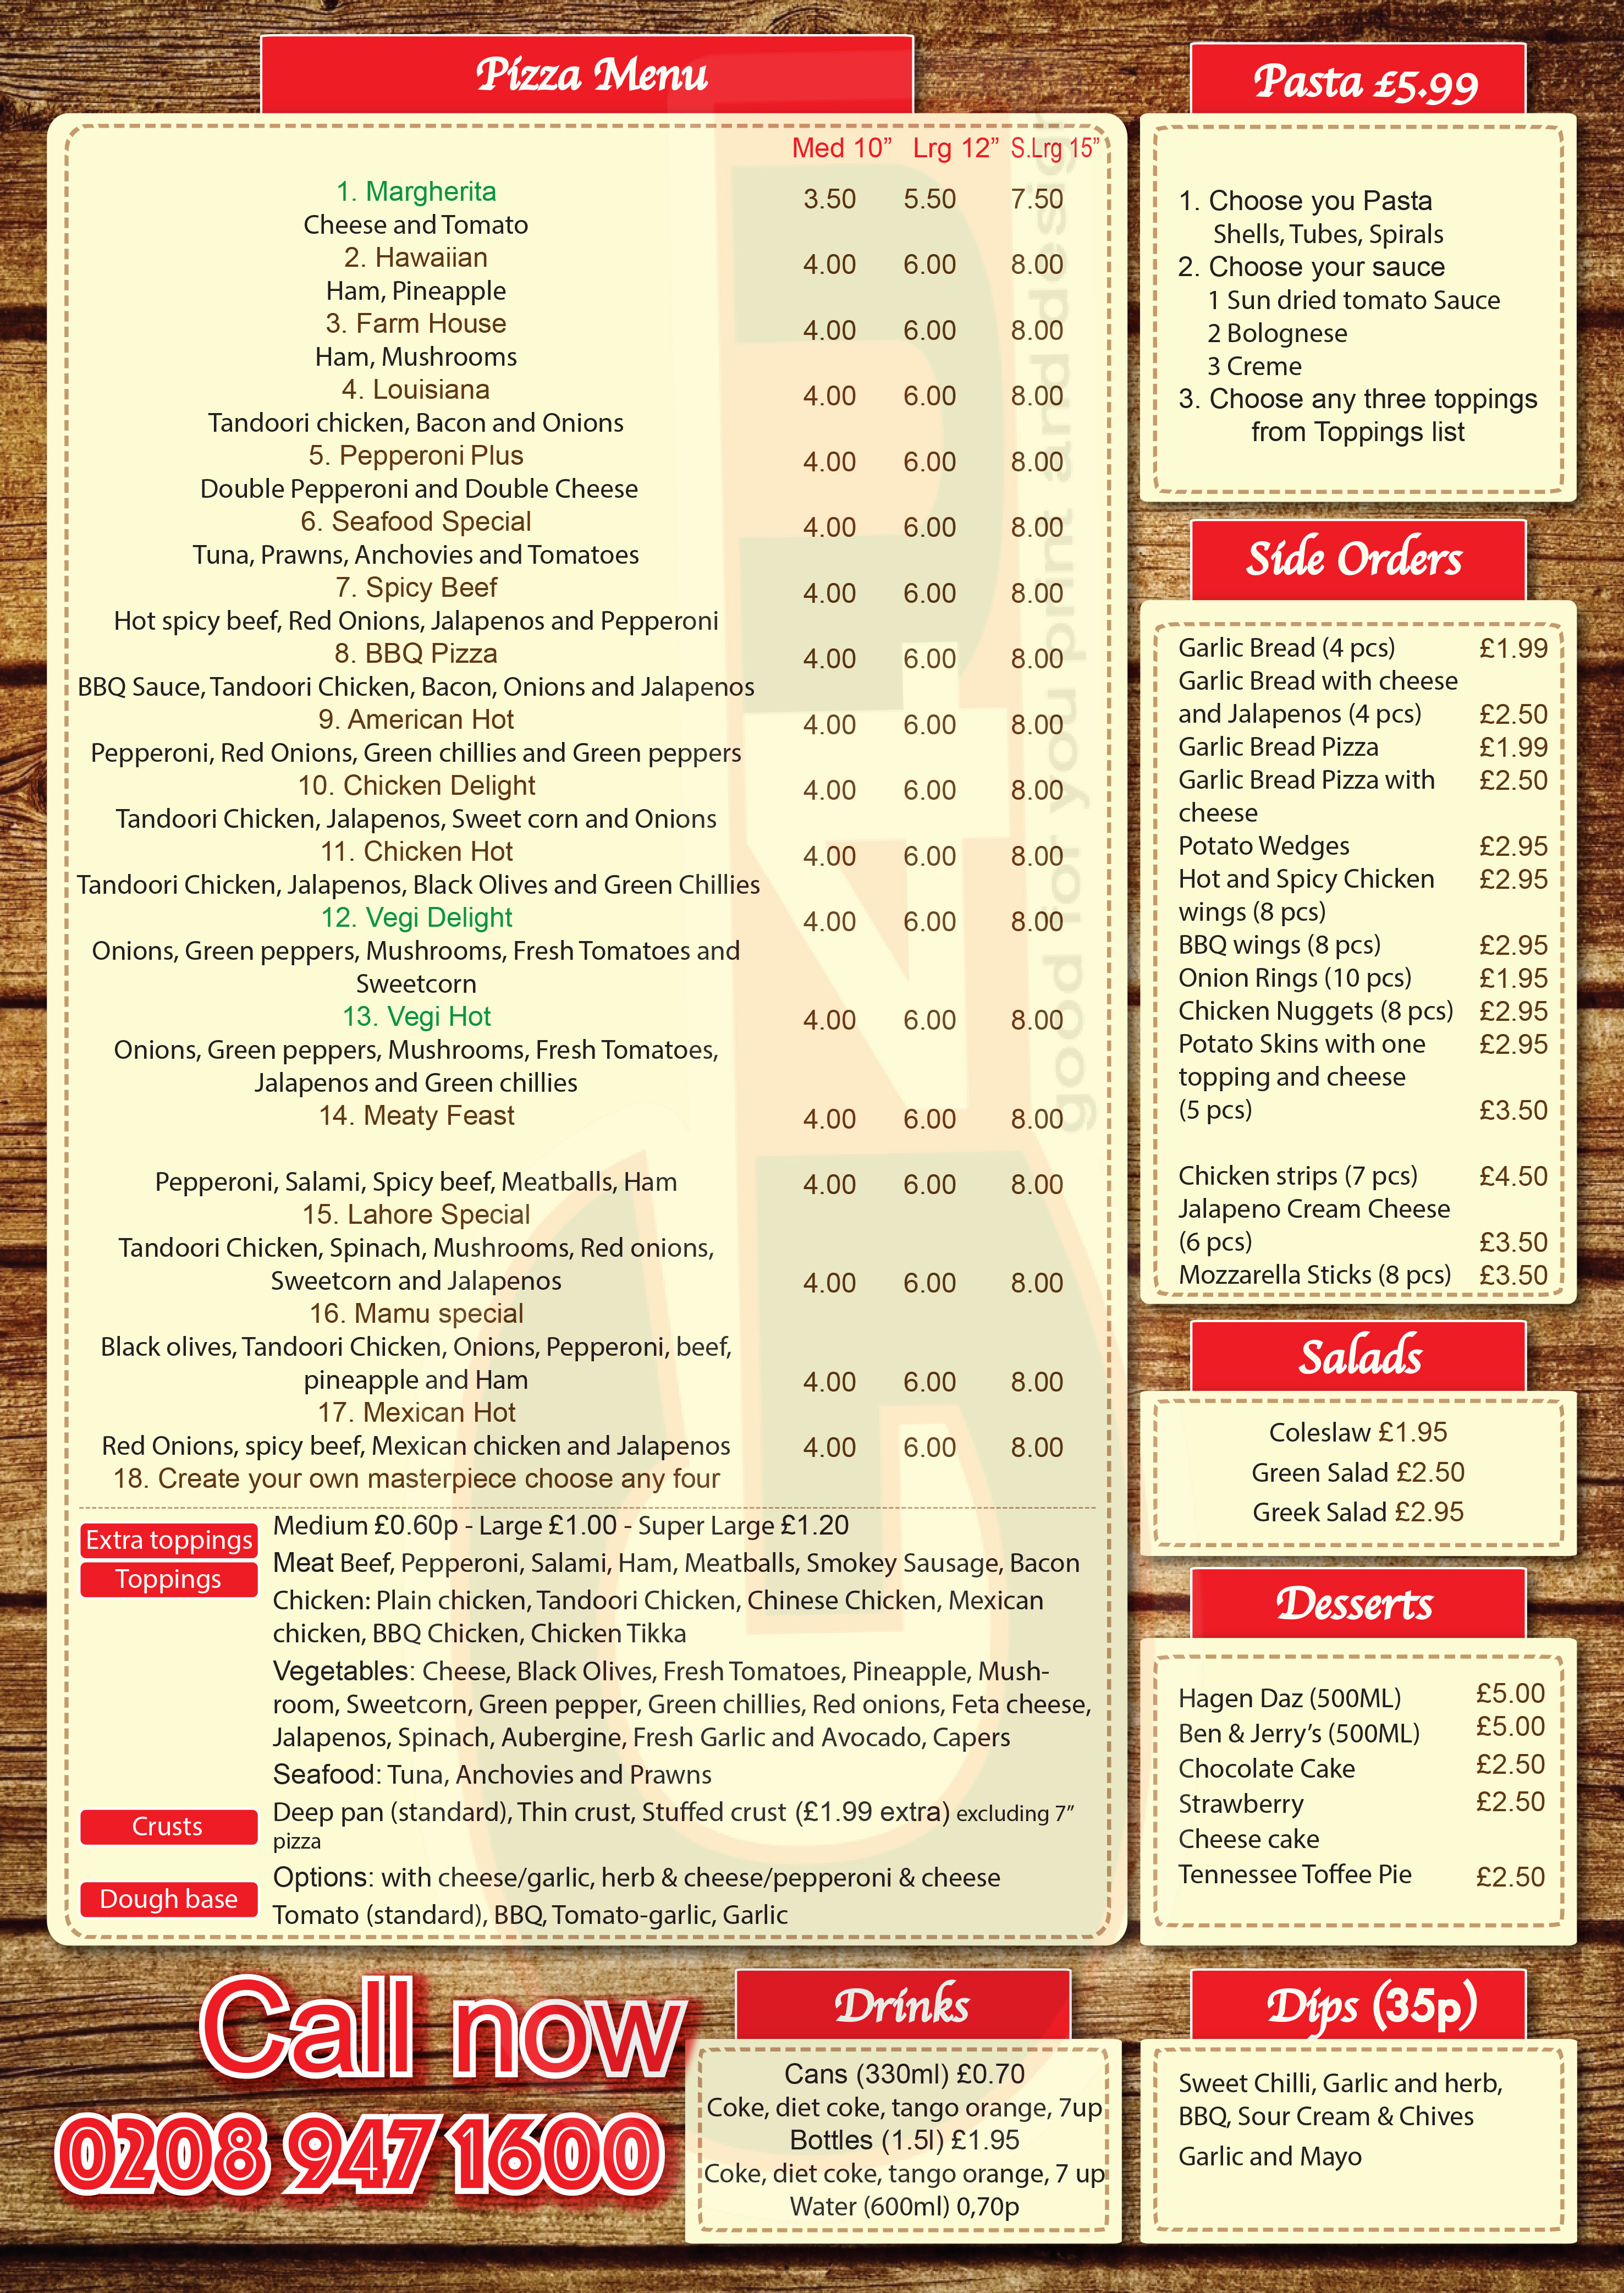 Pizza Menu
Med 10” Lrg 12” S.Lrg 15”
1. Margherita 3.50 5.50 7.50
Cheese and Tomato
2. Hawaiian 4.00 6.00 8.00
Ham, Pineapple
3. Farm House 4.00 6.00 8.00
Ham, Mushrooms
4. Louisiana 4.00 6.00 8.00
Tandoori chicken, Bacon and Onions
5. Pepperoni Plus 4.00 6.00 8.00
Double Pepperoni and Double Cheese
6. Seafood Special 4.00 6.00 8.00
Tuna, Prawns, Anchovies and Tomatoes
7. Spicy Beef 4.00 6.00 8.00
Hot spicy beef, Red Onions, Jalapenos and Pepperoni
8. BBQ Pizza 4.00 6.00 8.00
BBQ Sauce, Tandoori Chicken, Bacon, Onions and Jalapenos
9. American Hot 4.00 6.00 8.00
Pepperoni, Red Onions, Green chillies and Green peppers
10. Chicken Delight 4.00 6.00 8.00
Tandoori Chicken, Jalapenos, Sweet corn and Onions
11. Chicken Hot 4.00 6.00 8.00
Tandoori Chicken, Jalapenos, Black Olives and Green Chillies
12. Vegi Delight 4.00 6.00 8.00
Onions, Green peppers, Mushrooms, Fresh Tomatoes and
Sweetcorn
13. Vegi Hot 4.00 6.00 8.00
Onions, Green peppers, Mushrooms, Fresh Tomatoes,
Jalapenos and Green chillies
14. Meaty Feast 4.00 6.00 8.00
Pepperoni, Salami, Spicy beef, Meatballs, Ham 4.00 6.00 8.00
15. Lahore Special
Tandoori Chicken, Spinach, Mushrooms, Red onions,
Sweetcorn and Jalapenos 4.00 6.00 8.00
16. Mamu special
Black olives, Tandoori Chicken, Onions, Pepperoni, beef,
pineapple and Ham 4.00 6.00 8.00
17. Mexican Hot
Red Onions, spicy beef, Mexican chicken and Jalapenos 4.00 6.00 8.00
18. Create your own masterpiece choose any four
Extra toppings Medium £0.60p - Large £1.00 - Super Large £1.20
Toppings Meat Beef, Pepperoni, Salami, Ham, Meatballs, Smokey Sausage, Bacon
Chicken: Plain chicken, Tandoori Chicken, Chinese Chicken, Mexican
chicken, BBQ Chicken, Chicken Tikka
Vegetables: Cheese, Black Olives, Fresh Tomatoes, Pineapple, Mush-
room, Sweetcorn, Green pepper, Green chillies, Red onions, Feta cheese,
Jalapenos, Spinach, Aubergine, Fresh Garlic and Avocado, Capers
Seafood: Tuna, Anchovies and Prawns
Crusts Deep pan (standard), Thin crust, Stuffed crust (£1.99 extra) excluding 7”
pizza
Options: with cheese/garlic, herb & cheese/pepperoni & cheese
Dough base Tomato (standard), BBQ, Tomato-garlic, Garlic
good for you print and design
Pasta £5.99
1. Choose you Pasta
Shells, Tubes, Spirals
2. Choose your sauce
1 Sun dried tomato Sauce
2 Bolognese
3 Creme
3. Choose any three toppings
from Toppings list
Side Orders
Garlic Bread (4 pcs) £1.99
Garlic Bread with cheese
and Jalapenos (4 pcs) £2.50
Garlic Bread Pizza £1.99
Garlic Bread Pizza with £2.50
cheese
Potato Wedges £2.95
Hot and Spicy Chicken £2.95
wings (8 pcs)
BBQ wings (8 pcs) £2.95
Onion Rings (10 pcs) £1.95
Chicken Nuggets (8 pcs) £2.95
Potato Skins with one £2.95
topping and cheese
(5 pcs) £3.50
Chicken strips (7 pcs) £4.50
Jalapeno Cream Cheese
(6 pcs) £3.50
Mozzarella Sticks (8 pcs) £3.50
Salads
Coleslaw £1.95
Green Salad £2.50
Greek Salad £2.95
Desserts
Hagen Daz (500ML) £5.00
Ben & Jerry’s (500ML) £5.00
Chocolate Cake £2.50
Strawberry £2.50
Cheese cake
Tennessee Toffee Pie £2.50
Call now
0208 947 1600
Drinks
Cans (330ml) £0.70
Coke, diet coke, tango orange, 7up
Bottles (1.5l) £1.95
Coke, diet coke, tango orange, 7 up
Water (600ml) 0,70p
Dips (35p)
Sweet Chilli, Garlic and herb,
BBQ, Sour Cream & Chives
Garlic and Mayo